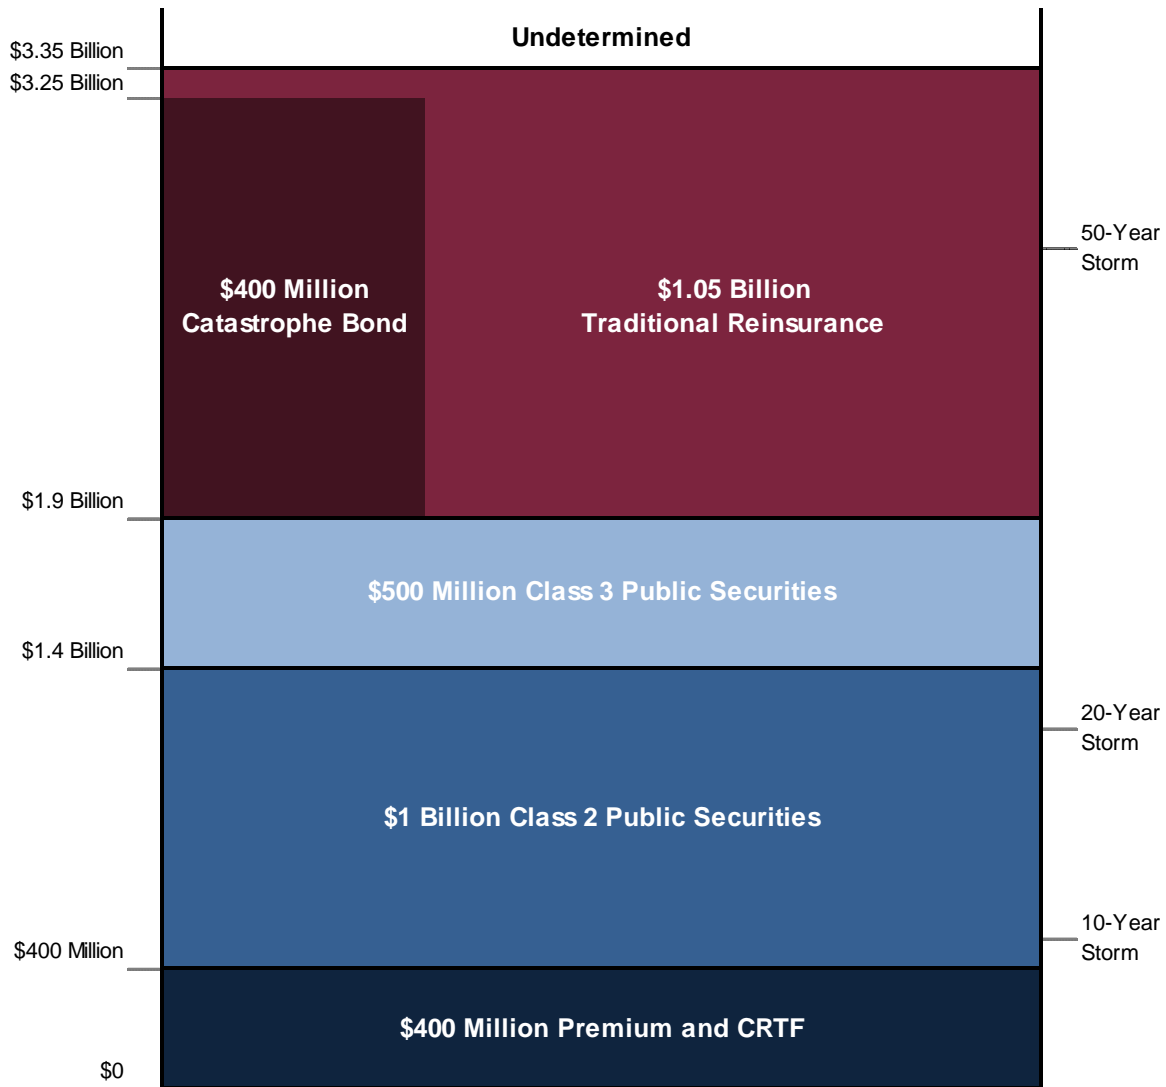 Undetermined
$3.35 Billion
$3.25 Billion
50-Year
Storm
$400 Million
Catastrophe Bond
$1.05 Billion
Traditional Reinsurance
$1.9 Billion
$500 Million Class 3 Public Securities
$1.4 Billion
20-Year
Storm
$1 Billion Class 2 Public Securities
10-Year
Storm
$400 Million
$400 Million Premium and CRTF
$0